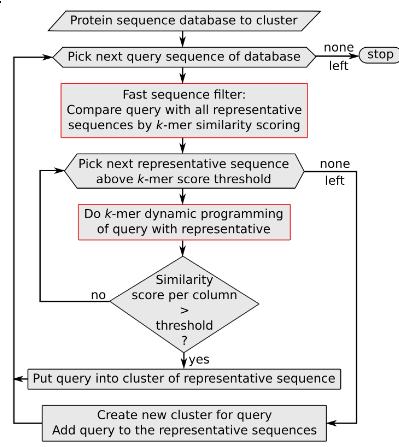 Protein sequence database to cluster
Pick next query sequence of database
none
left
stop
Fast sequence filter:
Compare query with all representative
sequences by k-mer similarity scoring
Pick next representative sequence
above k-mer score threshold
none
left
Do k-mer dynamic programming
of query with representative
Similarity
score per column
>
threshold
?
no
yes
Put query into cluster of representative sequence
Create new cluster for query
Add query to the representative sequences